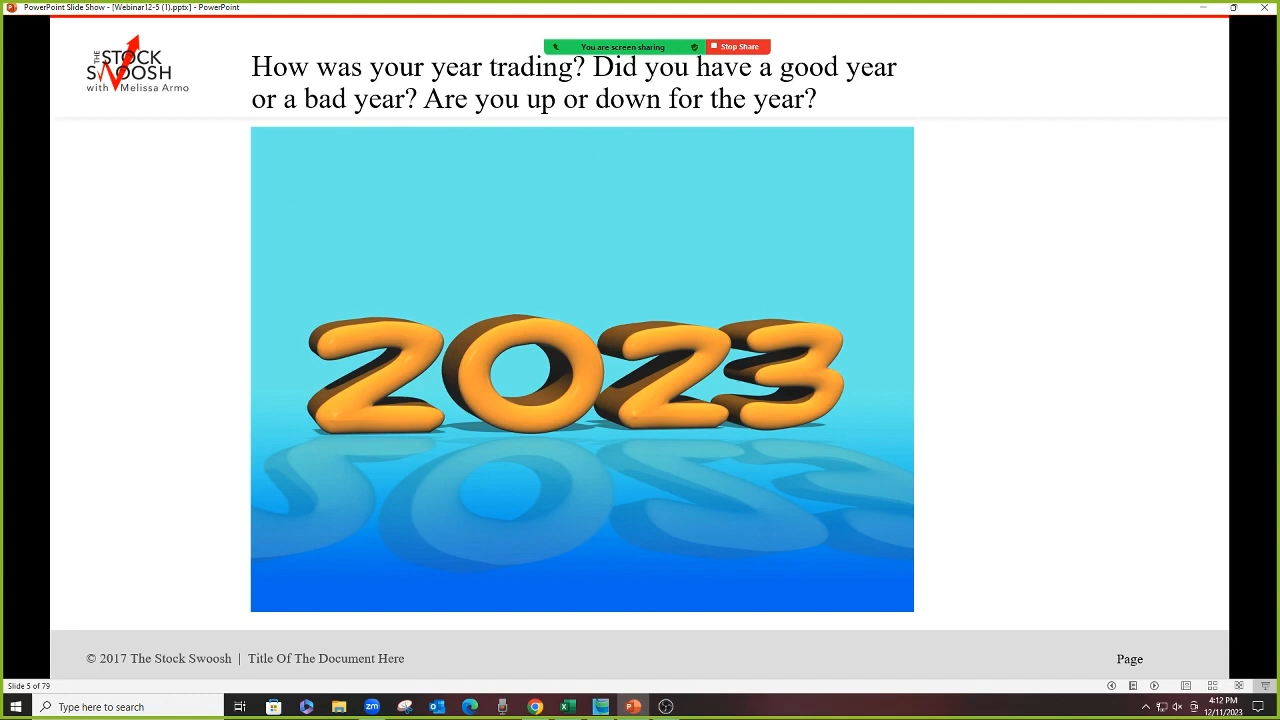 PowerPoint Slide Show - [Webinar12-5 (1).pptx] - PowerPoint
You are screen sharing
Stop Share
THE
STOCK
SWOOSH
with Melissa Armo
How was your year trading? Did you have a good year
or a bad year? Are you up or down for the year?
2023
© 2017 The Stock Swoosh | Title Of The Document Here
Page
Slide 5 of 79
Type here to search
zm
4:12 PM
12/11/2023